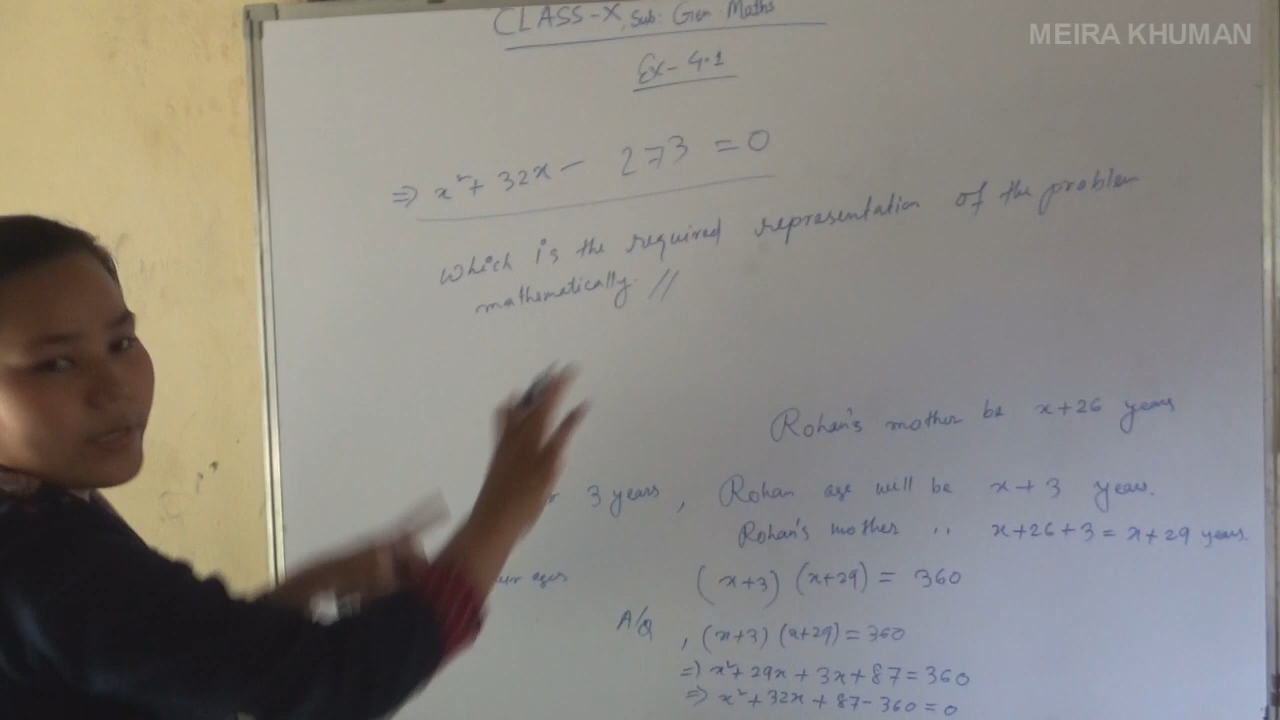 CLASS-X, Sub: Gen Maths
MEIRA KHUMAN
Ex- 4.1
⇒ x²+ 32x - 273 = 0
which is the required representation of the problem
mathematically. //
Rohan's mother be x+26 years
3 years, Rohan age will be x+3 years.
Rohan's mother ,, x+26+3 = x+29 years.
ages (x+3) (x+29) = 360
A/Q, (x+3) (x+29) = 360
⇒ x²+ 29x + 3x + 87 = 360
⇒ x²+ 32x + 87 - 360 = 0